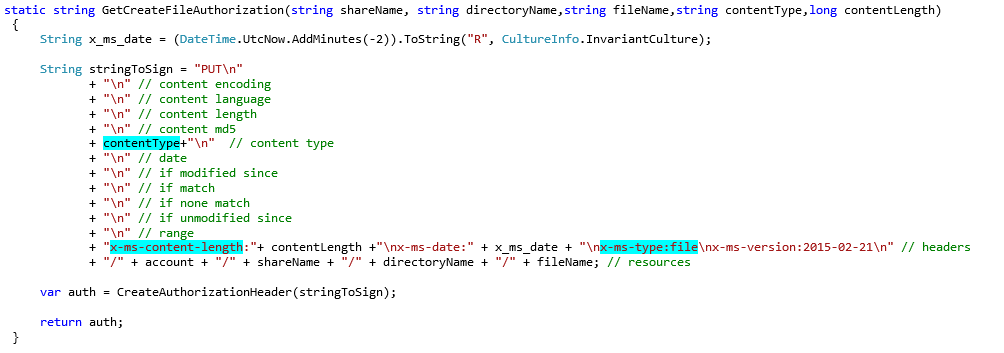 static string GetCreateFileAuthorization(string shareName, string directoryName,string fileName,string contentType,long contentLength)
{
String x_ms_date = (DateTime.UtcNow.AddMinutes(-2)).ToString("R", CultureInfo.InvariantCulture);
String stringToSign = "PUT\n"
+ "\n" // content encoding
+ "\n" // content language
+ "\n" // content length
+ "\n" // content md5
+ contentType+"\n" // content type
+ "\n" // date
+ "\n" // if modified since
+ "\n" // if match
+ "\n" // if none match
+ "\n" // if unmodified since
+ "\n" // range
+ "x-ms-content-length:"+ contentLength +"\nx-ms-date:" + x_ms_date + "\nx-ms-type:file\nx-ms-version:2015-02-21\n" // headers
+ "/" + account + "/" + shareName + "/" + directoryName + "/" + fileName; // resources
var auth = CreateAuthorizationHeader(stringToSign);
return auth;
}